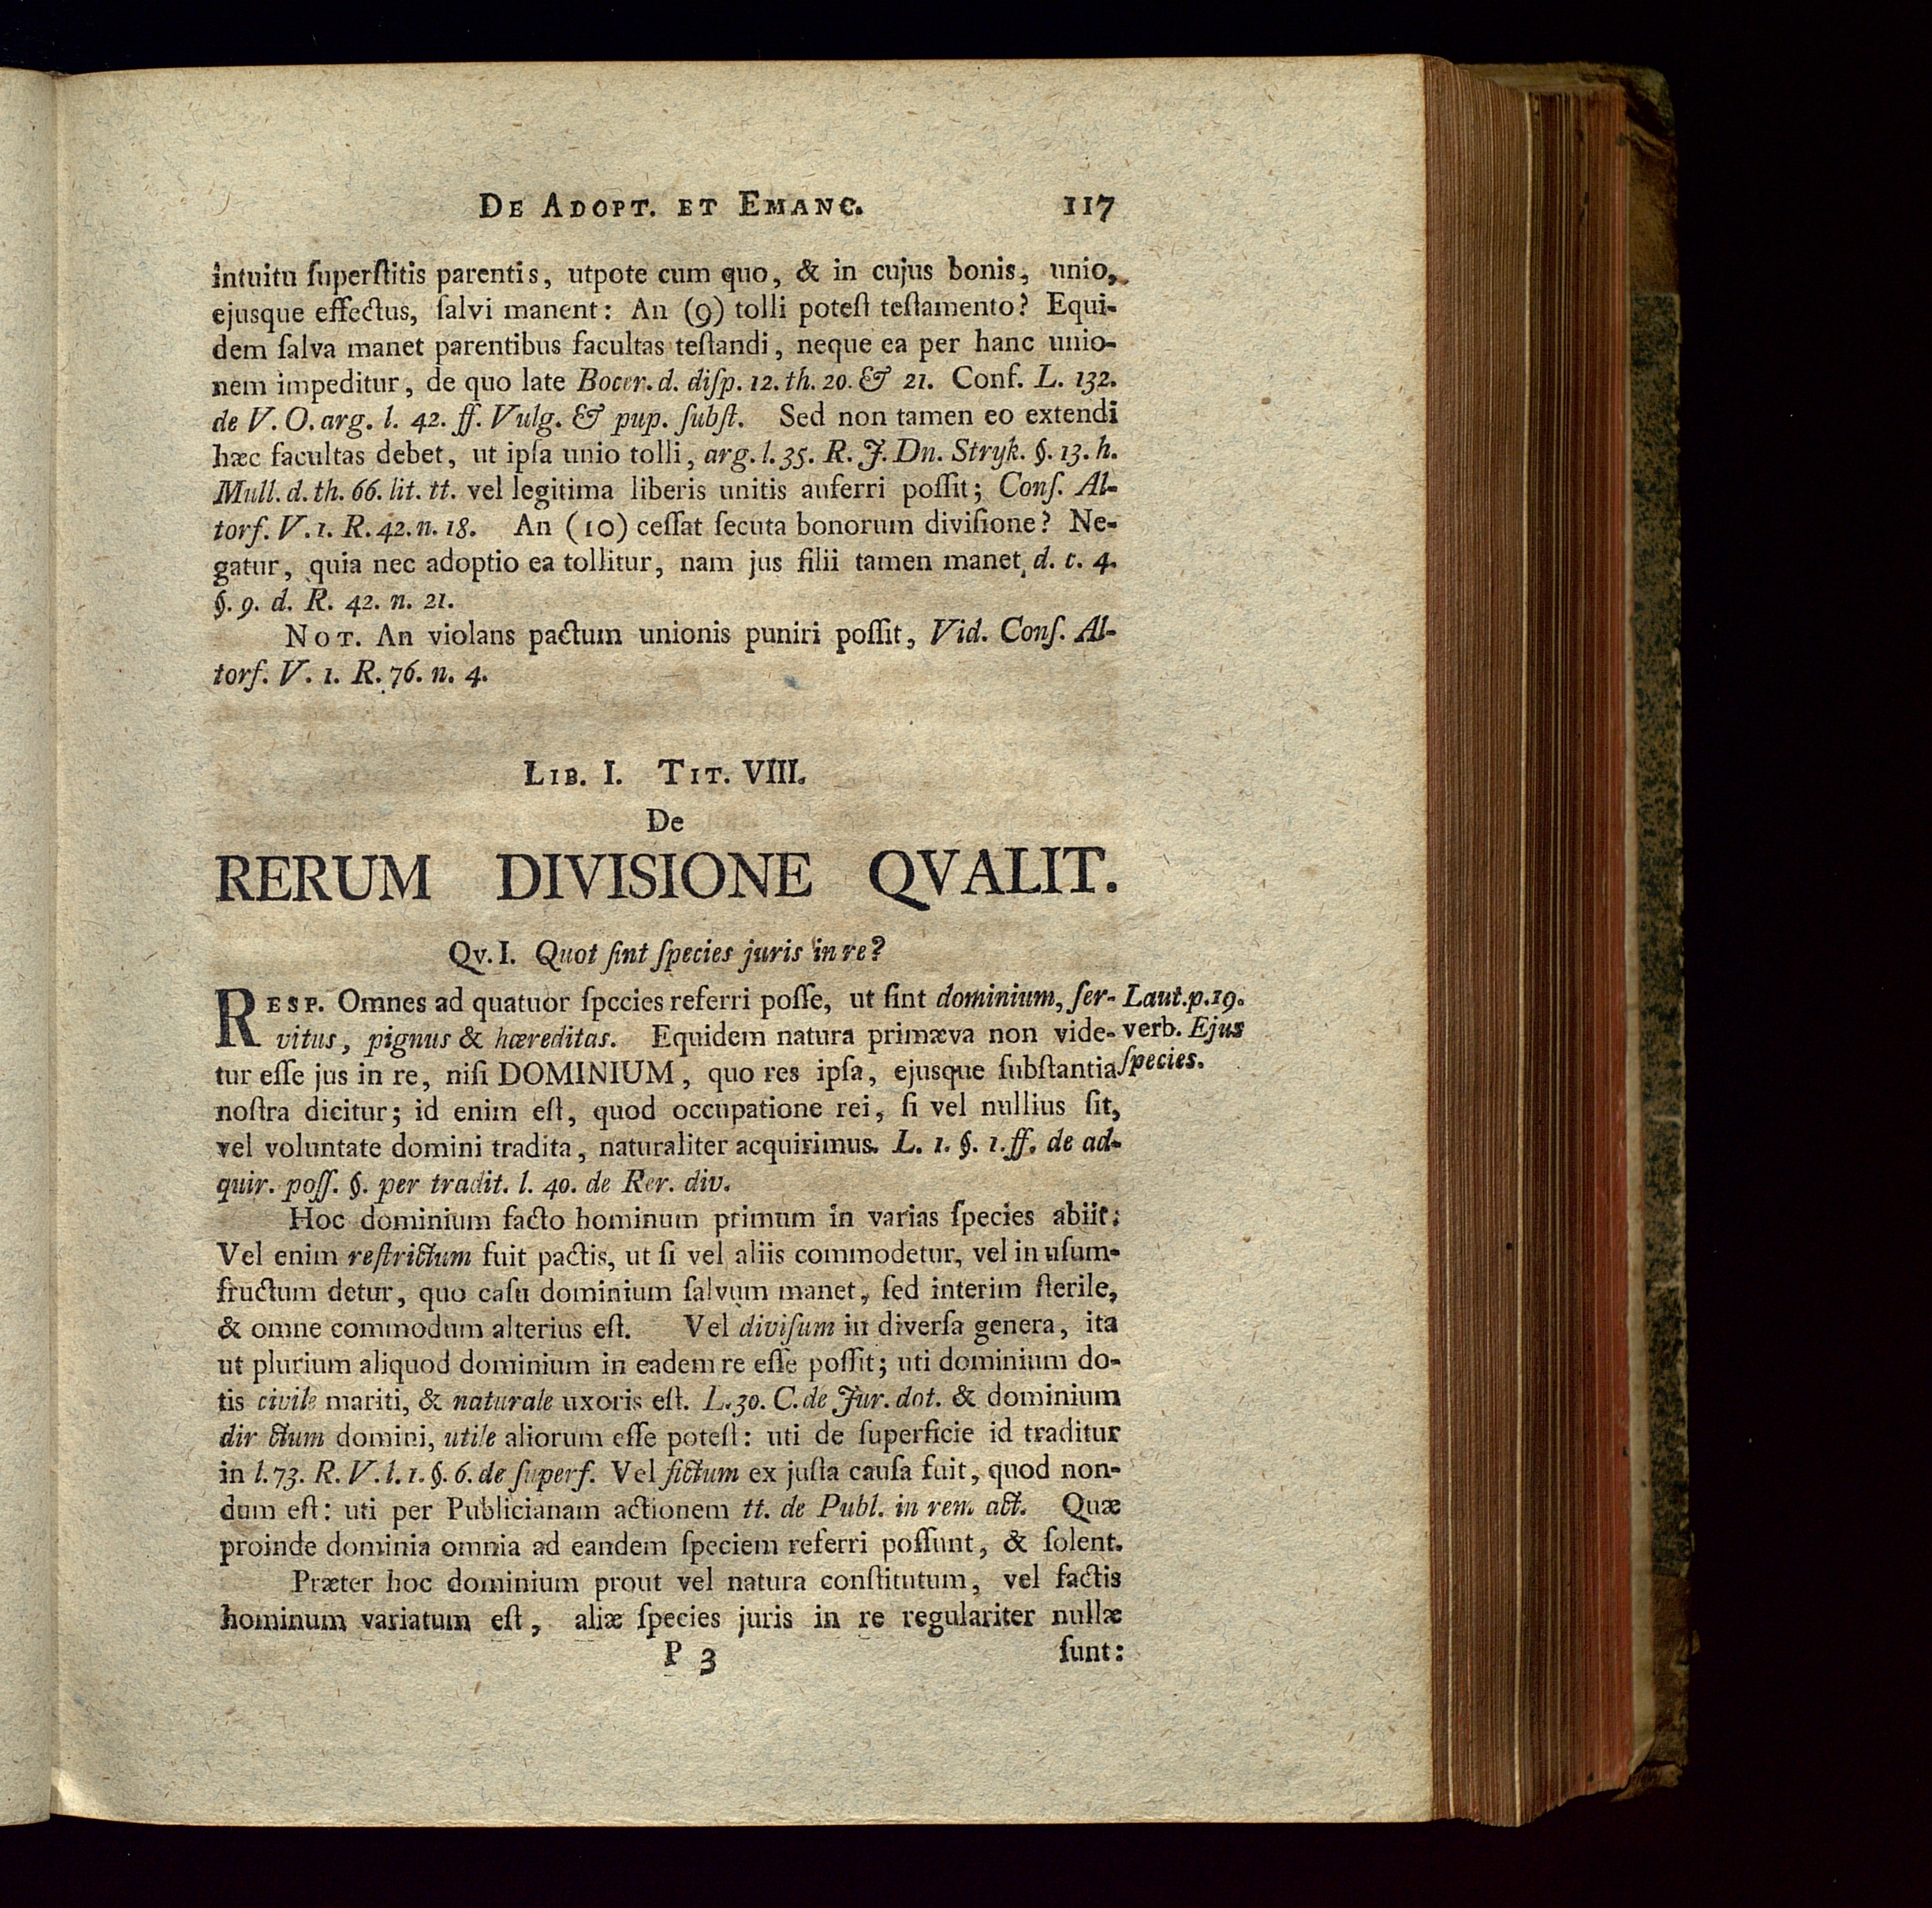 DE ADOPT. ET EMANC. 117
intuitu ſuperſtitis parentis, utpote cum quo, & in cujus bonis, unio,
ejusque effectus, ſalvi manent: An (9) tolli poteſt teſtamento? Equi-
dem ſalva manet parentibus facultas teſtandi, neque ea per hanc unio-
nem impeditur, de quo late Bocer. d. diſp. 12. th. 20. & 21. Conf. L. 132.
de V. O. arg. l. 42. ff. Vulg. & pup. ſubſt. Sed non tamen eo extendi
hæc facultas debet, ut ipſa unio tolli, arg. l. 35. R. J. Dn. Stryk. §. 13. h.
Mull. d. th. 66. lit. tt. vel legitima liberis unitis auferri poſſit; Conſ. Al-
torf. V. 1. R. 42. n. 18. An (10) ceſſat ſecuta bonorum diviſione? Ne-
gatur, quia nec adoptio ea tollitur, nam jus filii tamen manet, d. c. 4.
§. 9. d. R. 42. n. 21.
NOT. An violans pactum unionis puniri poſſit, Vid. Conſ. Al-
torf. V. 1. R. 76. n. 4.
LIB. I. TIT. VIII.
De
RERUM DIVISIONE QVALIT.
Qv. I. Quot ſint ſpecies juris in re?
RESP. Omnes ad quatuor ſpecies referri poſſe, ut ſint dominium, ſer-
vitus, pignus & hæreditas. Equidem natura primæva non vide-
tur eſſe jus in re, niſi DOMINIUM, quo res ipſa, ejusque ſubſtantia
noſtra dicitur; id enim eſt, quod occupatione rei, ſi vel nullius ſit,
vel voluntate domini tradita, naturaliter acquirimus. L. 1. §. 1. ff. de ad-
quir. poſſ. §. per tradit. l. 40. de Rer. div.
Laut. p. 19.
verb. Ejus
ſpecies.
Hoc dominium facto hominum primum in varias ſpecies abiit:
Vel enim reſtrictum fuit pactis, ut ſi vel aliis commodetur, vel in uſum-
fructum detur, quo caſu dominium ſalvum manet, ſed interim ſterile,
& omne commodum alterius eſt. Vel diviſum in diverſa genera, ita
ut plurium aliquod dominium in eadem re eſſe poſſit; uti dominium do-
tis civile mariti, & naturale uxoris eſt. L. 30. C. de Jur. dot. & dominium
dir ctum domini, utile aliorum eſſe poteſt: uti de ſuperficie id traditur
in l. 73. R. V. l. 1. §. 6. de ſuperf. Vel fictum ex juſta cauſa fuit, quod non-
dum eſt: uti per Publicianam actionem tt. de Publ. in rem act. Quæ
proinde dominia omnia ad eandem ſpeciem referri poſſunt, & ſolent.
Præter hoc dominium prout vel natura conſtitutum, vel factis
hominum variatum eſt, aliæ ſpecies juris in re regulariter nullæ
P 3 ſunt: